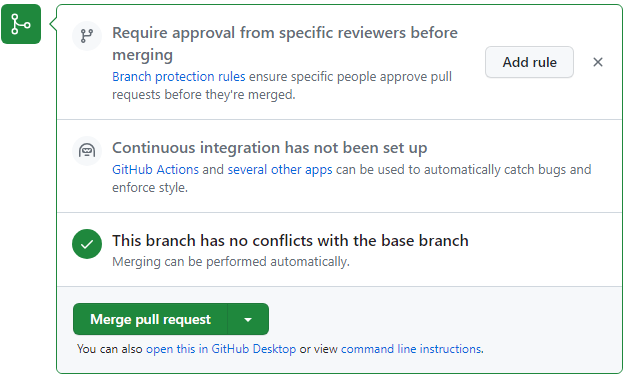 Require approval from specific reviewers before
merging
Branch protection rules ensure specific people approve pull
requests before they're merged.
Add rule
Continuous integration has not been set up
GitHub Actions and several other apps can be used to automatically catch bugs and
enforce style.
This branch has no conflicts with the base branch
Merging can be performed automatically.
Merge pull request
You can also open this in GitHub Desktop or view command line instructions.